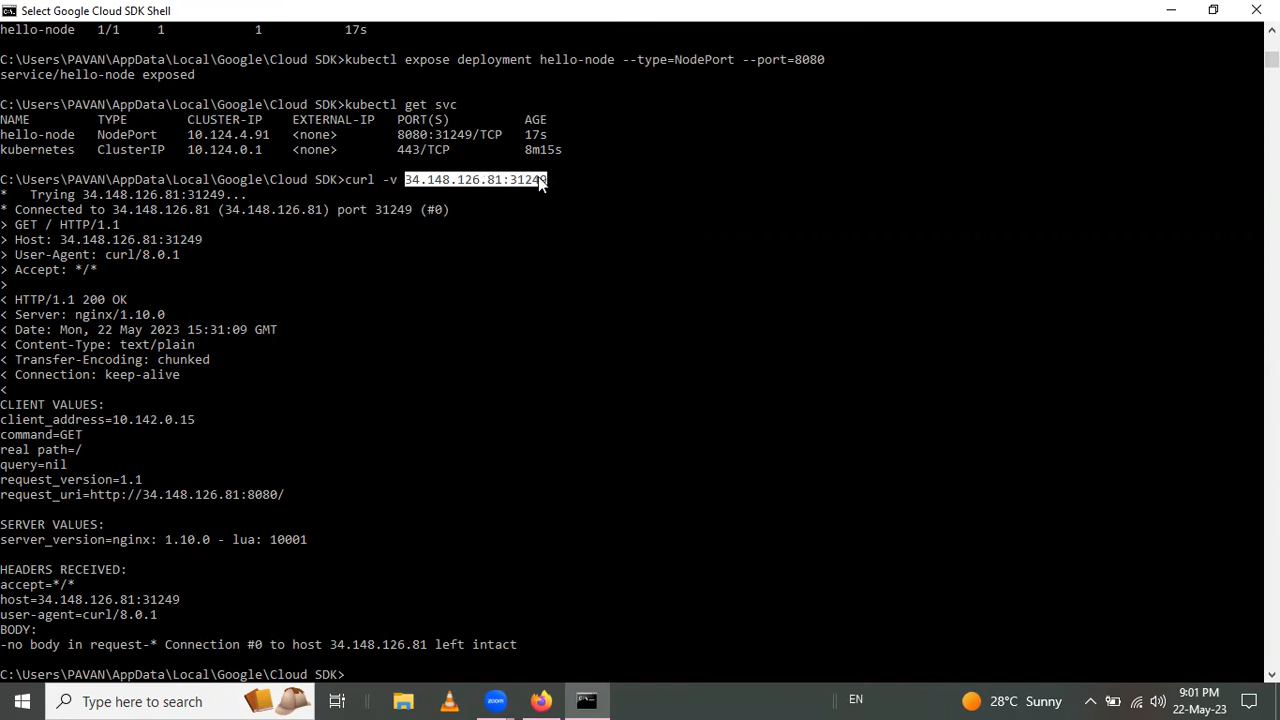 Select Google Cloud SDK Shell
hello-node   1/1     1            1           17s
C:\Users\PAVAN\AppData\Local\Google\Cloud SDK>kubectl expose deployment hello-node --type=NodePort --port=8080
service/hello-node exposed
C:\Users\PAVAN\AppData\Local\Google\Cloud SDK>kubectl get svc
NAME         TYPE        CLUSTER-IP    EXTERNAL-IP   PORT(S)          AGE
hello-node   NodePort    10.124.4.91   <none>        8080:31249/TCP   17s
kubernetes   ClusterIP   10.124.0.1    <none>        443/TCP          8m15s
C:\Users\PAVAN\AppData\Local\Google\Cloud SDK>curl -v 34.148.126.81:31249
*   Trying 34.148.126.81:31249...
* Connected to 34.148.126.81 (34.148.126.81) port 31249 (#0)
> GET / HTTP/1.1
> Host: 34.148.126.81:31249
> User-Agent: curl/8.0.1
> Accept: */*
>
< HTTP/1.1 200 OK
< Server: nginx/1.10.0
< Date: Mon, 22 May 2023 15:31:09 GMT
< Content-Type: text/plain
< Transfer-Encoding: chunked
< Connection: keep-alive
<
CLIENT VALUES:
client_address=10.142.0.15
command=GET
real path=/
query=nil
request_version=1.1
request_uri=http://34.148.126.81:8080/
SERVER VALUES:
server_version=nginx: 1.10.0 - lua: 10001
HEADERS RECEIVED:
accept=*/*
host=34.148.126.81:31249
user-agent=curl/8.0.1
BODY:
-no body in request-* Connection #0 to host 34.148.126.81 left intact
C:\Users\PAVAN\AppData\Local\Google\Cloud SDK>
Type here to search
zoom
EN
28°C Sunny
9:01 PM
22-May-23